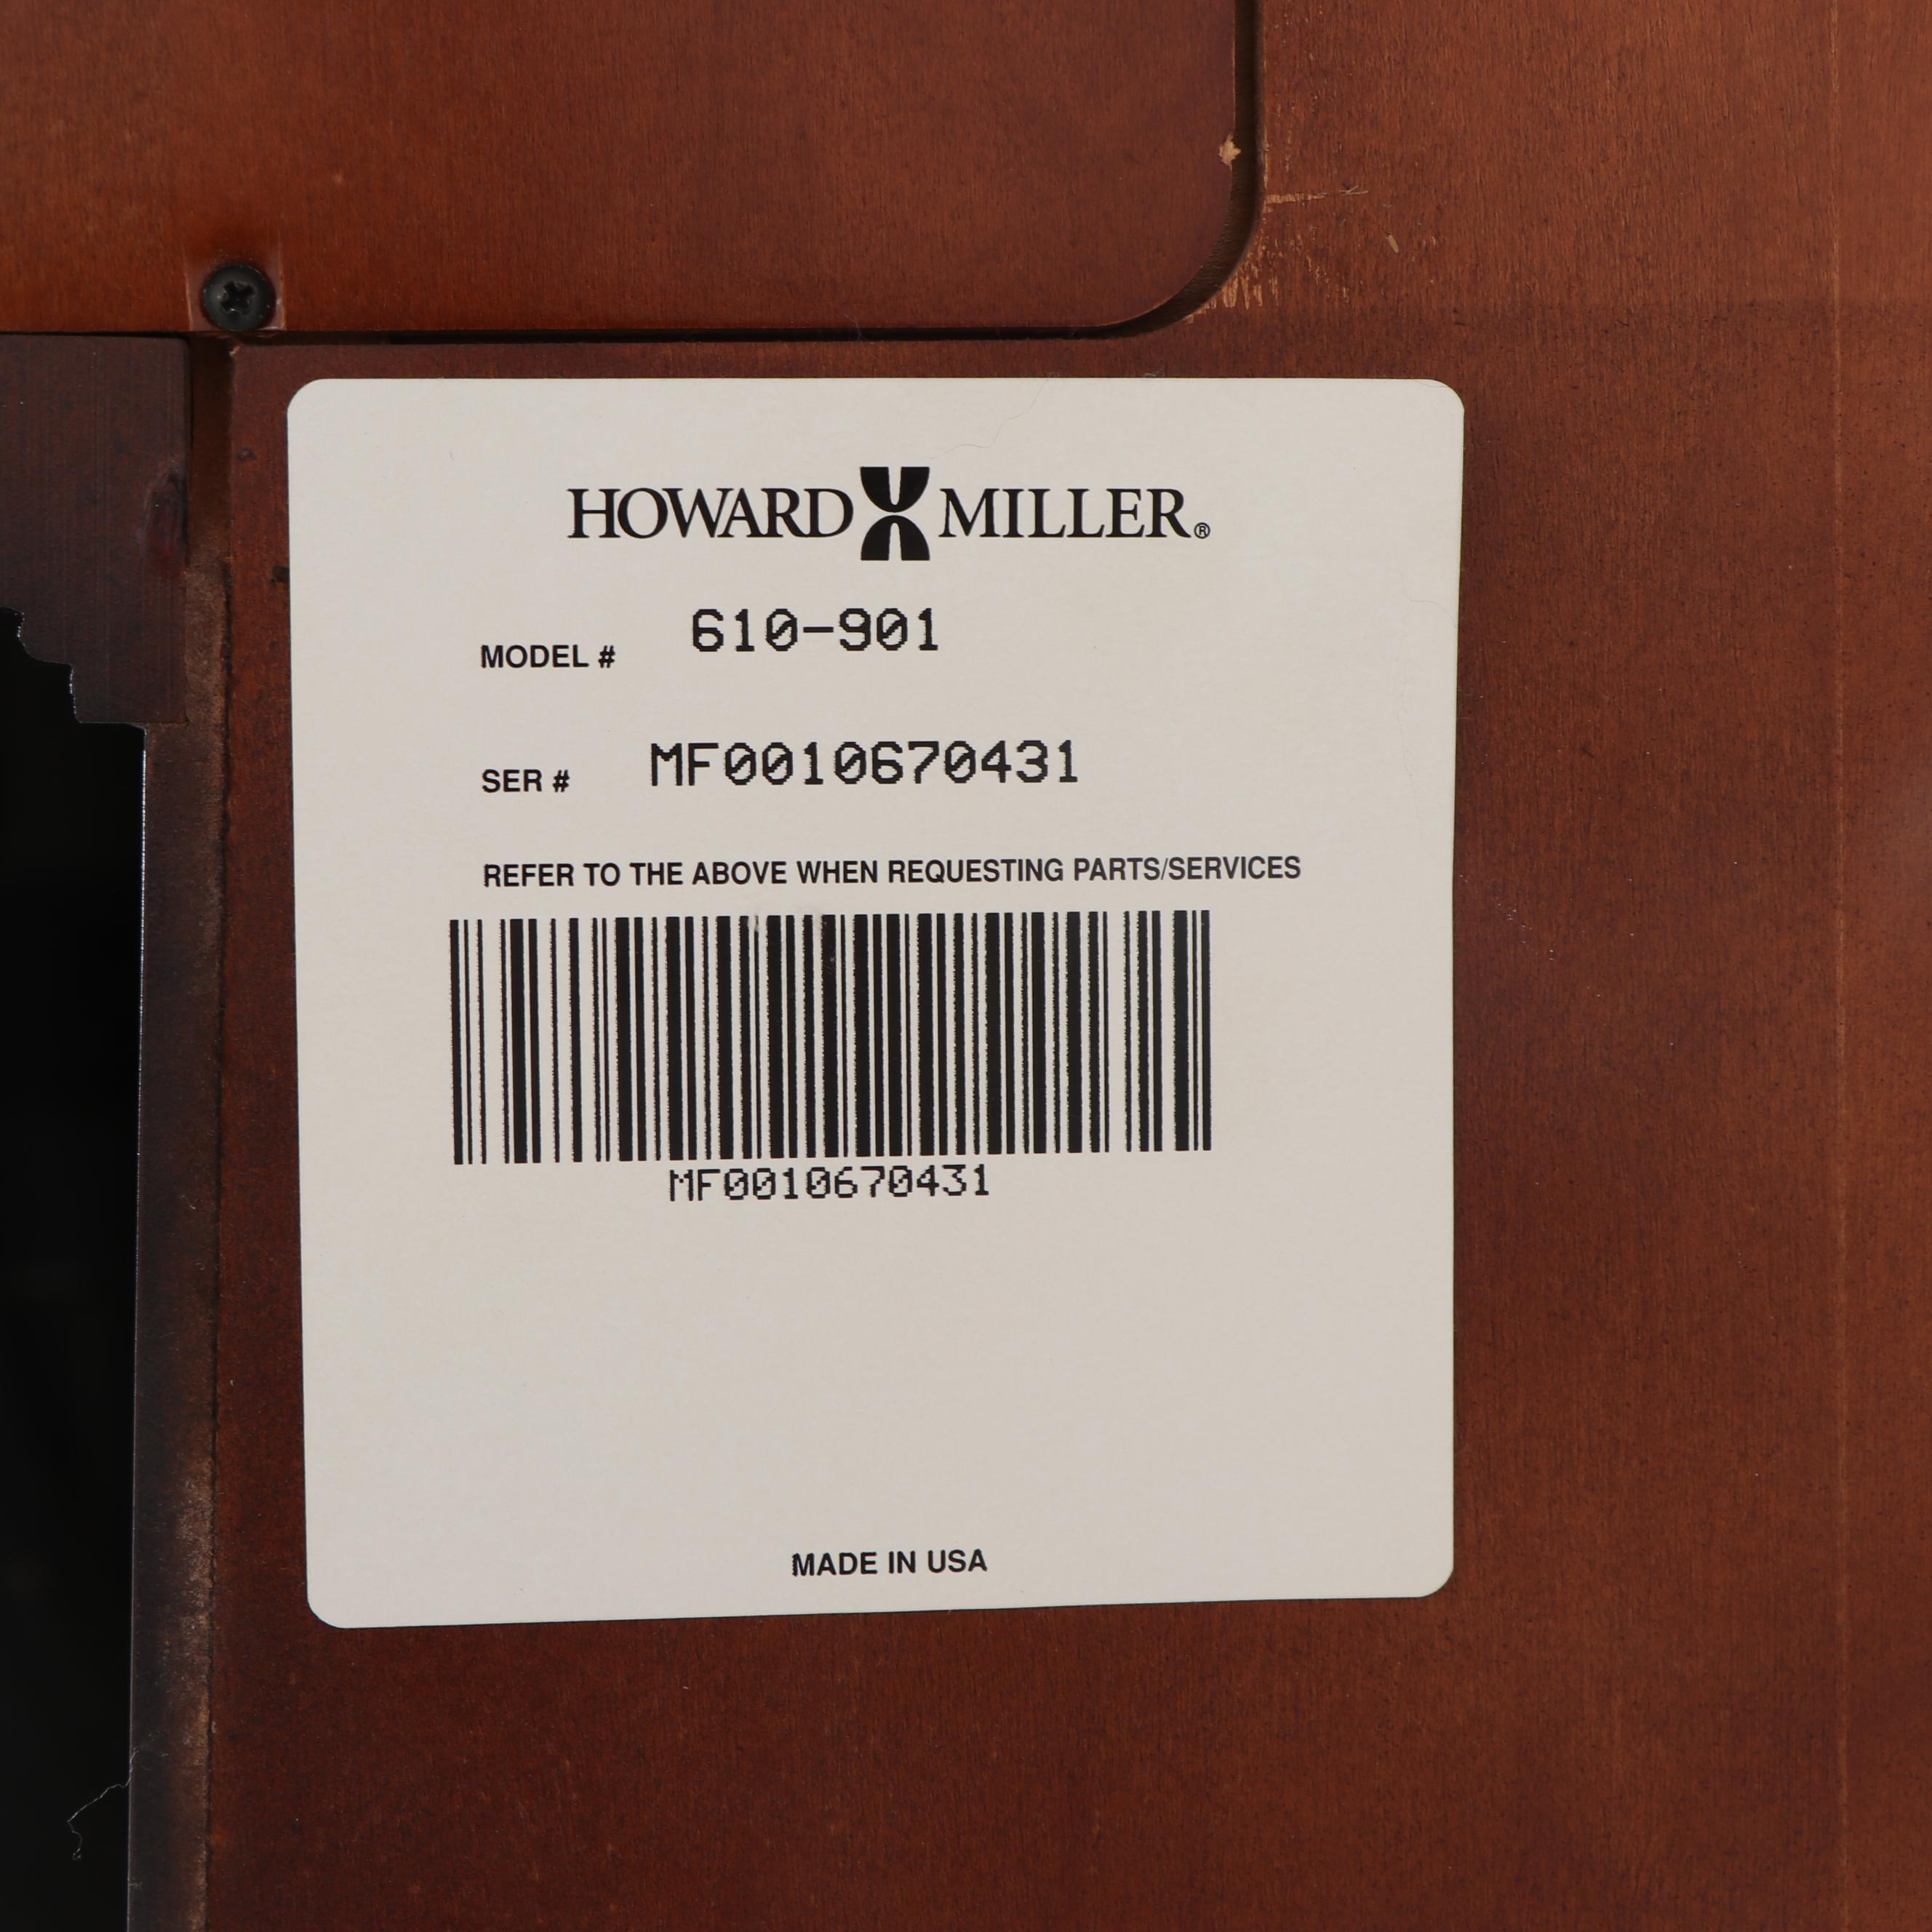 HOWARD MILLER®
MODEL # 610-901
SER # MF0010670431
REFER TO THE ABOVE WHEN REQUESTING PARTS/SERVICES
MF0010670431
MADE IN USA